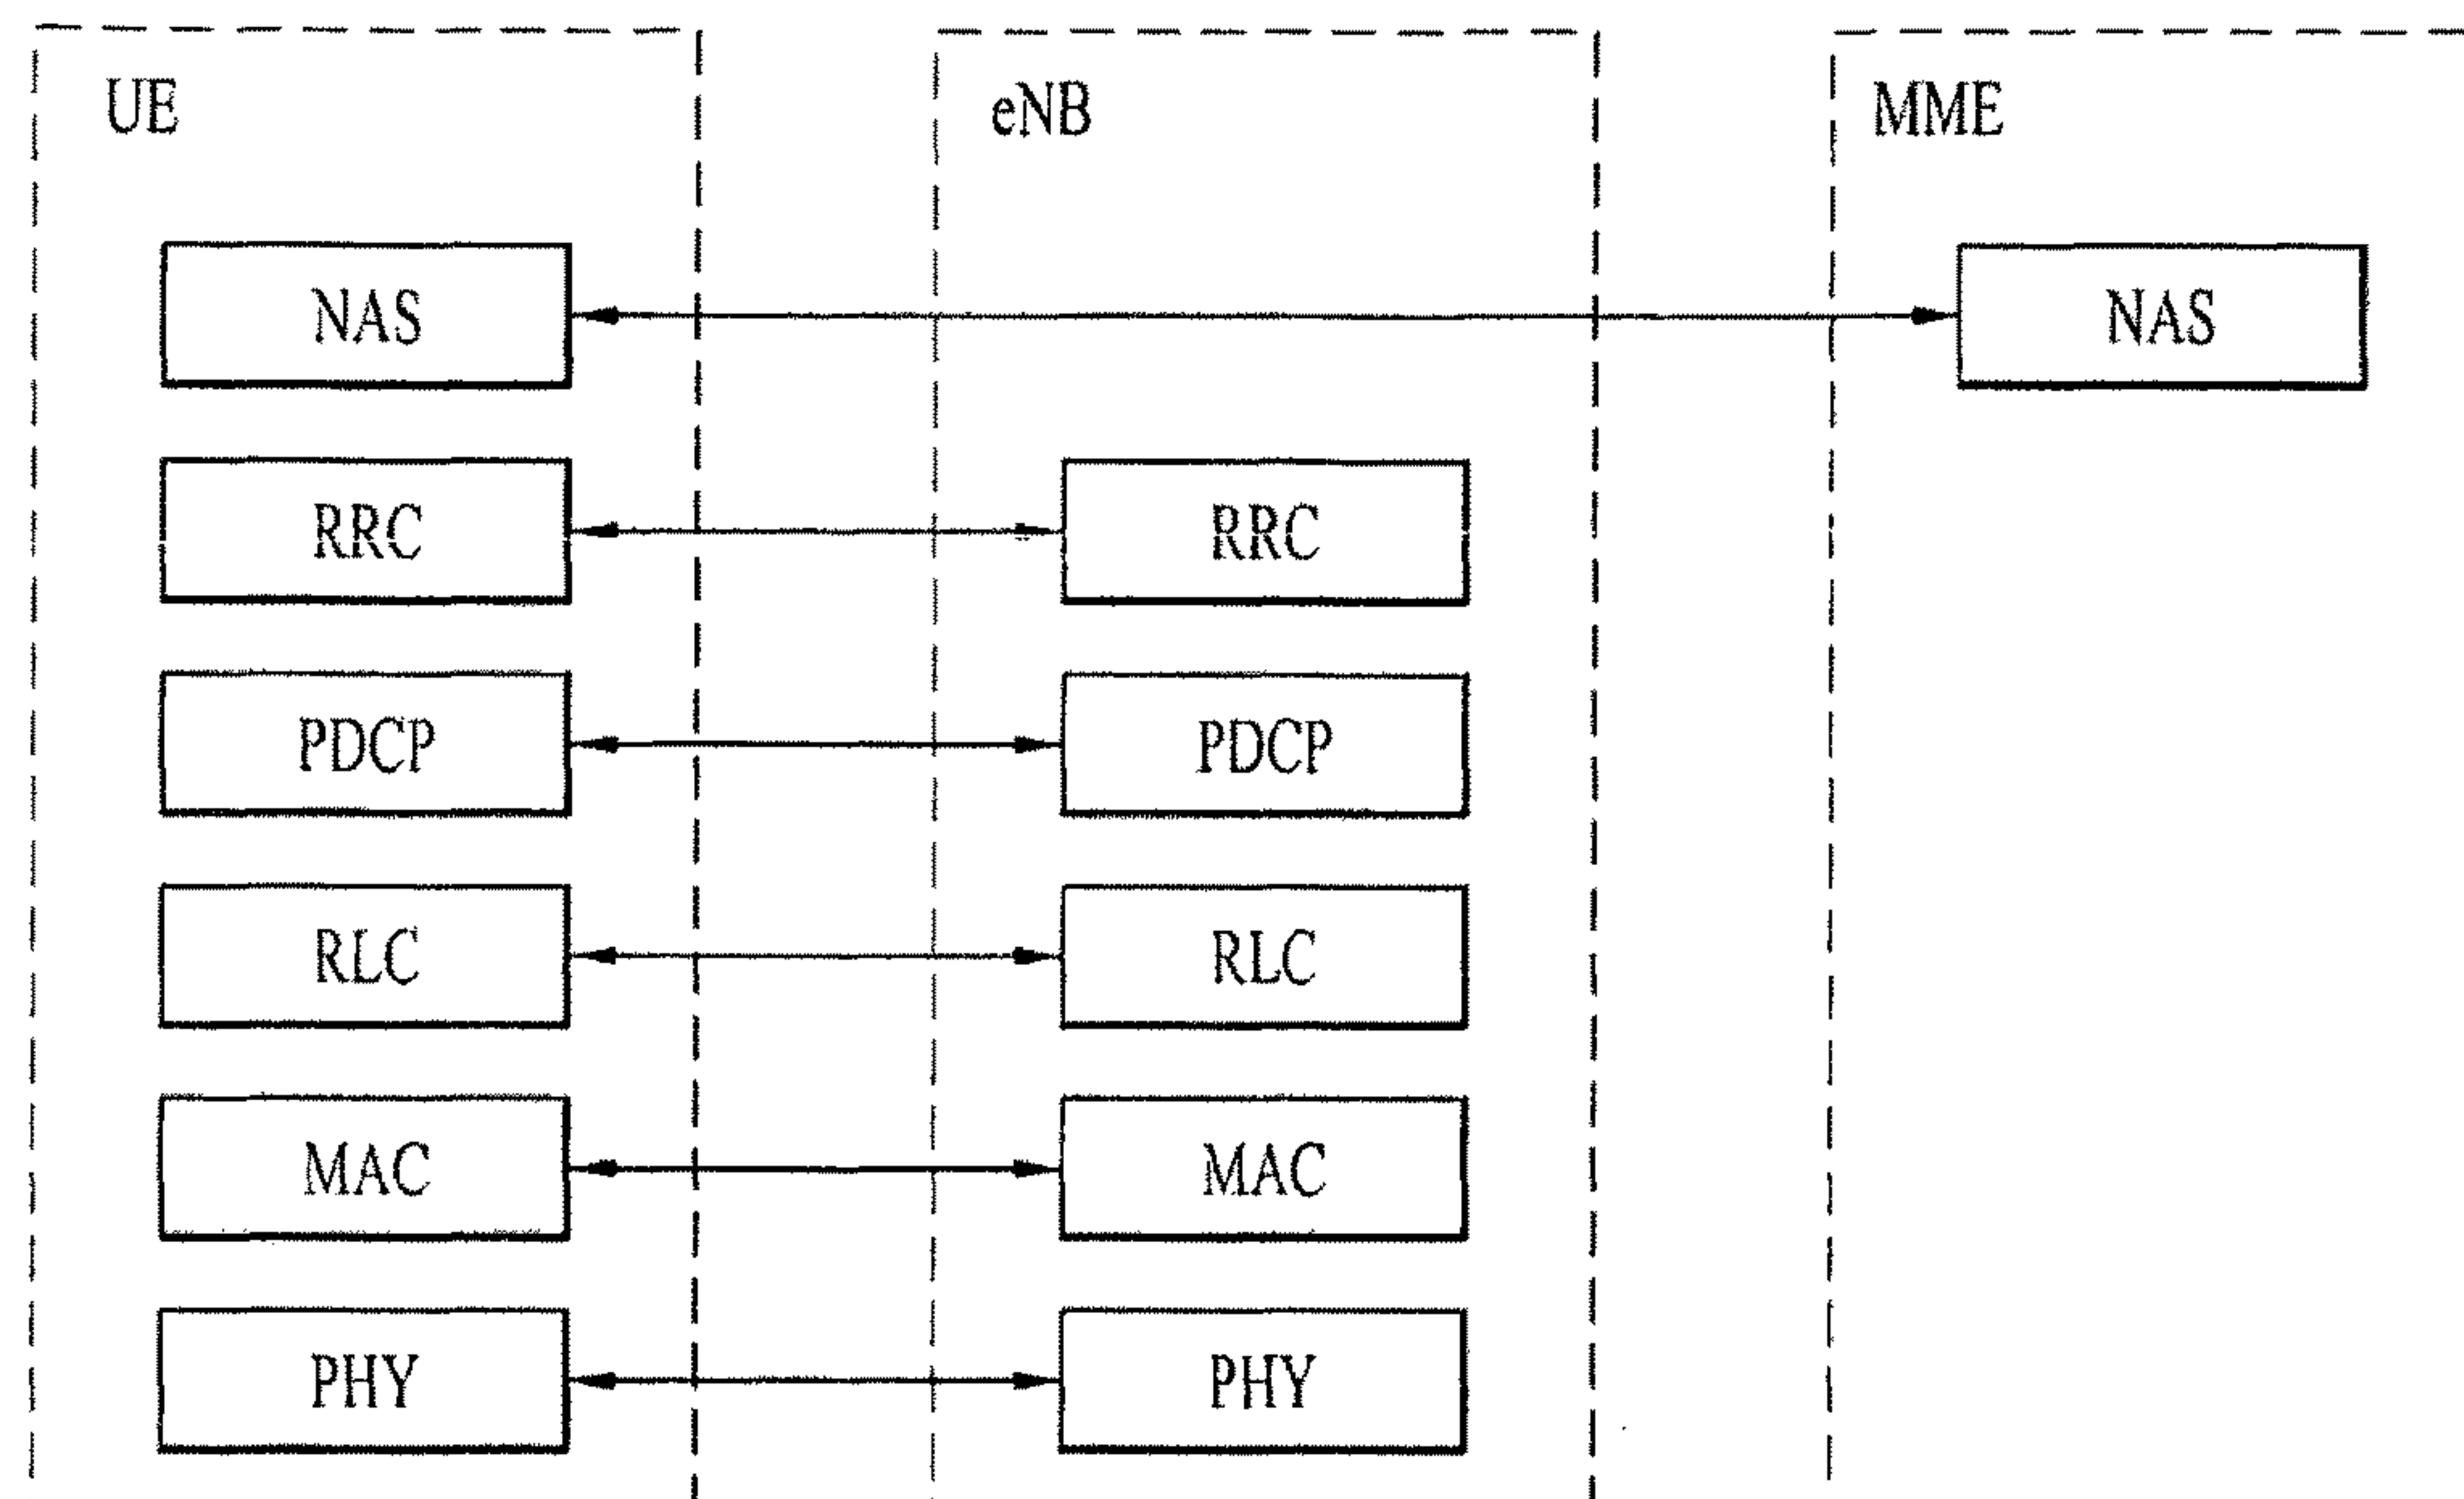 UE
eNB
MME
NAS
NAS
RRC
RRC
PDCP
PDCP
RLC
RLC
MAC
MAC
PHY
PHY